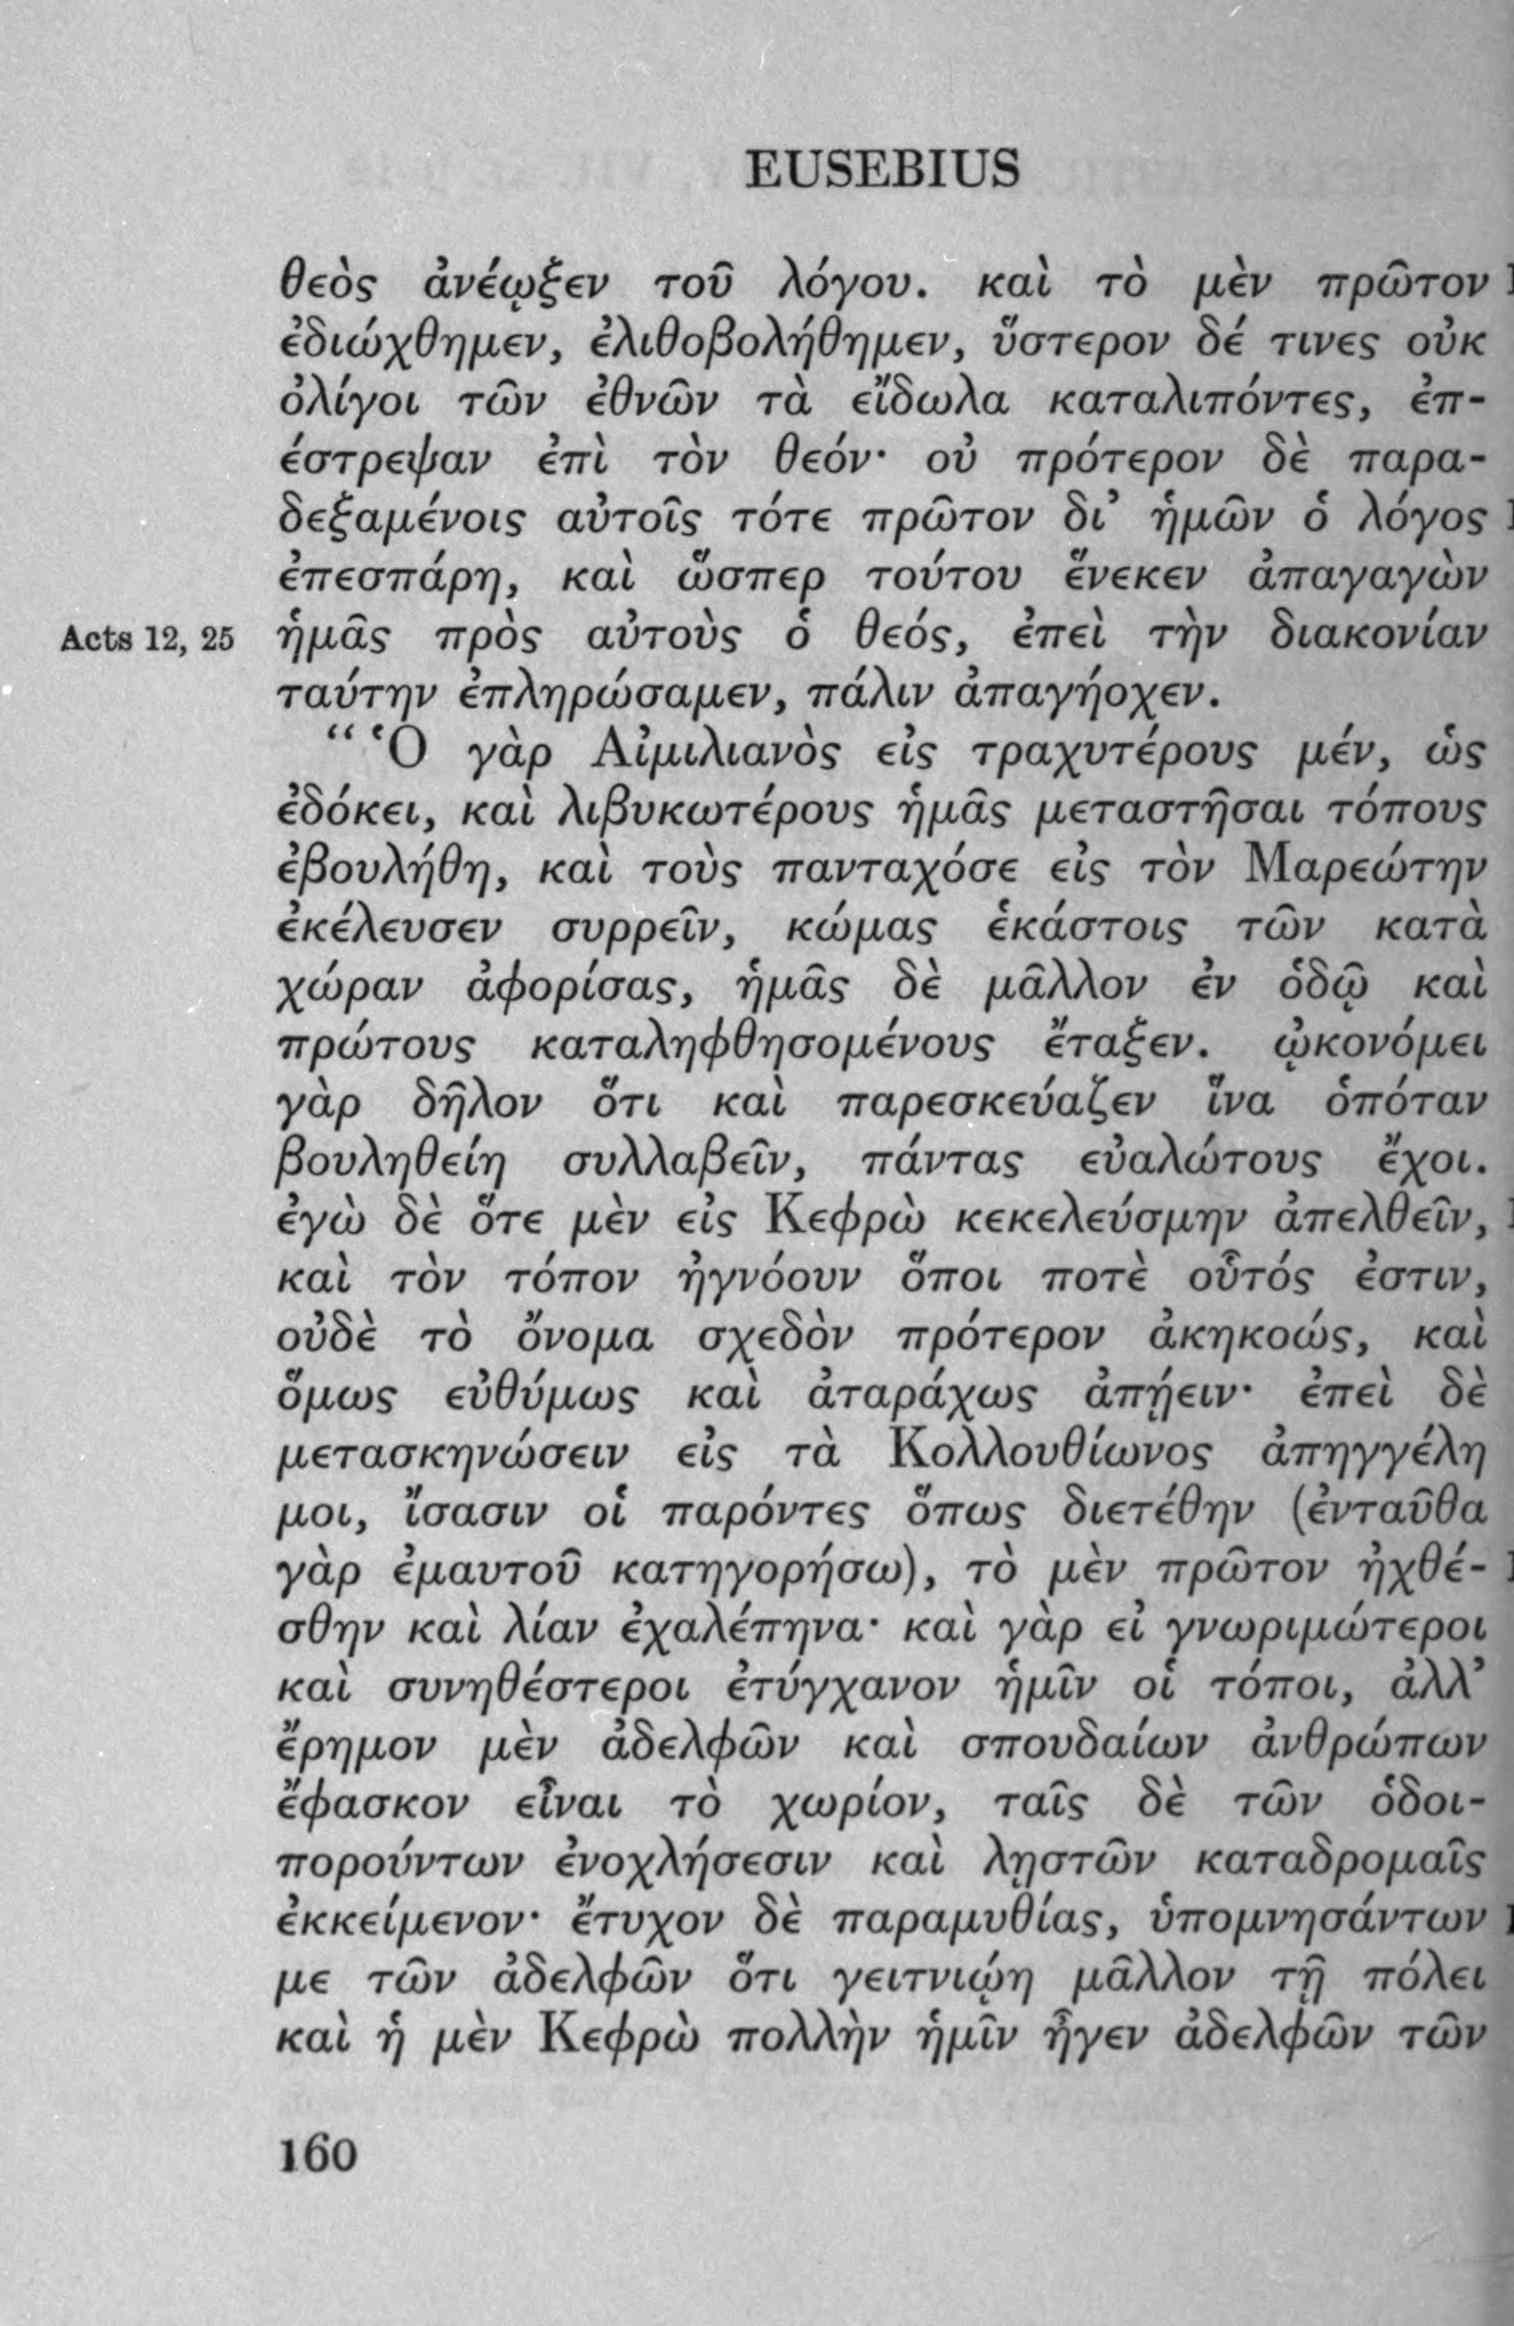 EUSEBIUS
θεὸς ἀνέῳξεν τοῦ λόγου. καὶ τὸ μὲν πρῶτον
ἐδιώχθημεν, ἐλιθοβολήθημεν, ὕστερον δέ τινες οὐκ
ὀλίγοι τῶν ἐθνῶν τὰ εἴδωλα καταλιπόντες, ἐπ-
έστρεψαν ἐπὶ τὸν θεόν· οὐ πρότερον δὲ παρα-
δεξαμένοις αὐτοῖς τότε πρῶτον δι’ ἡμῶν ὁ λόγος
ἐπεσπάρη, καὶ ὥσπερ τούτου ἕνεκεν ἀπαγαγὼν
Acts 12, 25 ἡμᾶς πρὸς αὐτοὺς ὁ θεός, ἐπεὶ τὴν διακονίαν
ταύτην ἐπληρώσαμεν, πάλιν ἀπαγήοχεν.
“ Ὁ γὰρ Αἰμιλιανὸς εἰς τραχυτέρους μέν, ὡς
ἐδόκει, καὶ λιβυκωτέρους ἡμᾶς μεταστῆσαι τόπους
ἐβουλήθη, καὶ τοὺς πανταχόσε εἰς τὸν Μαρεώτην
ἐκέλευσεν συρρεῖν, κώμας ἑκάστοις τῶν κατὰ
χώραν ἀφορίσας, ἡμᾶς δὲ μᾶλλον ἐν ὁδῷ καὶ
πρώτους καταληφθησομένους ἔταξεν. ᾠκονόμει
γὰρ δῆλον ὅτι καὶ παρεσκεύαζεν ἵνα ὁπόταν
βουληθείη συλλαβεῖν, πάντας εὐαλώτους ἔχοι.
ἐγὼ δὲ ὅτε μὲν εἰς Κεφρὼ κεκελεύσμην ἀπελθεῖν,
καὶ τὸν τόπον ἠγνόουν ὅποι ποτὲ οὗτός ἐστιν,
οὐδὲ τὸ ὄνομα σχεδὸν πρότερον ἀκηκοώς, καὶ
ὅμως εὐθύμως καὶ ἀταράχως ἀπῄειν· ἐπεὶ δὲ
μετασκηνώσειν εἰς τὰ Κολλουθίωνος ἀπηγγέλη
μοι, ἴσασιν οἱ παρόντες ὅπως διετέθην (ἐνταῦθα
γὰρ ἐμαυτοῦ κατηγορήσω), τὸ μὲν πρῶτον ἠχθέ-
σθην καὶ λίαν ἐχαλέπηνα· καὶ γὰρ εἰ γνωριμώτεροι
καὶ συνηθέστεροι ἐτύγχανον ἡμῖν οἱ τόποι, ἀλλ’
ἔρημον μὲν ἀδελφῶν καὶ σπουδαίων ἀνθρώπων
ἔφασκον εἶναι τὸ χωρίον, ταῖς δὲ τῶν ὁδοι-
πορούντων ἐνοχλήσεσιν καὶ λῃστῶν καταδρομαῖς
ἐκκείμενον· ἔτυχον δὲ παραμυθίας, ὑπομνησάντων
με τῶν ἀδελφῶν ὅτι γειτνιῴη μᾶλλον τῇ πόλει
καὶ ἡ μὲν Κεφρὼ πολλὴν ἡμῖν ἦγεν ἀδελφῶν τῶν
160